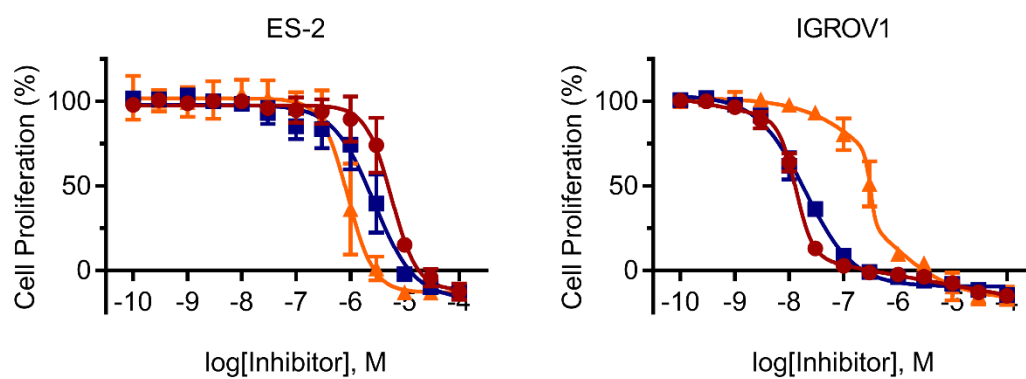 ES-2
Cell Proliferation (%)
100
50
0
-10 -9 -8 -7 -6 -5 -4
log[Inhibitor], M
IGROV1
Cell Proliferation (%)
100
50
0
-10 -9 -8 -7 -6 -5 -4
log[Inhibitor], M